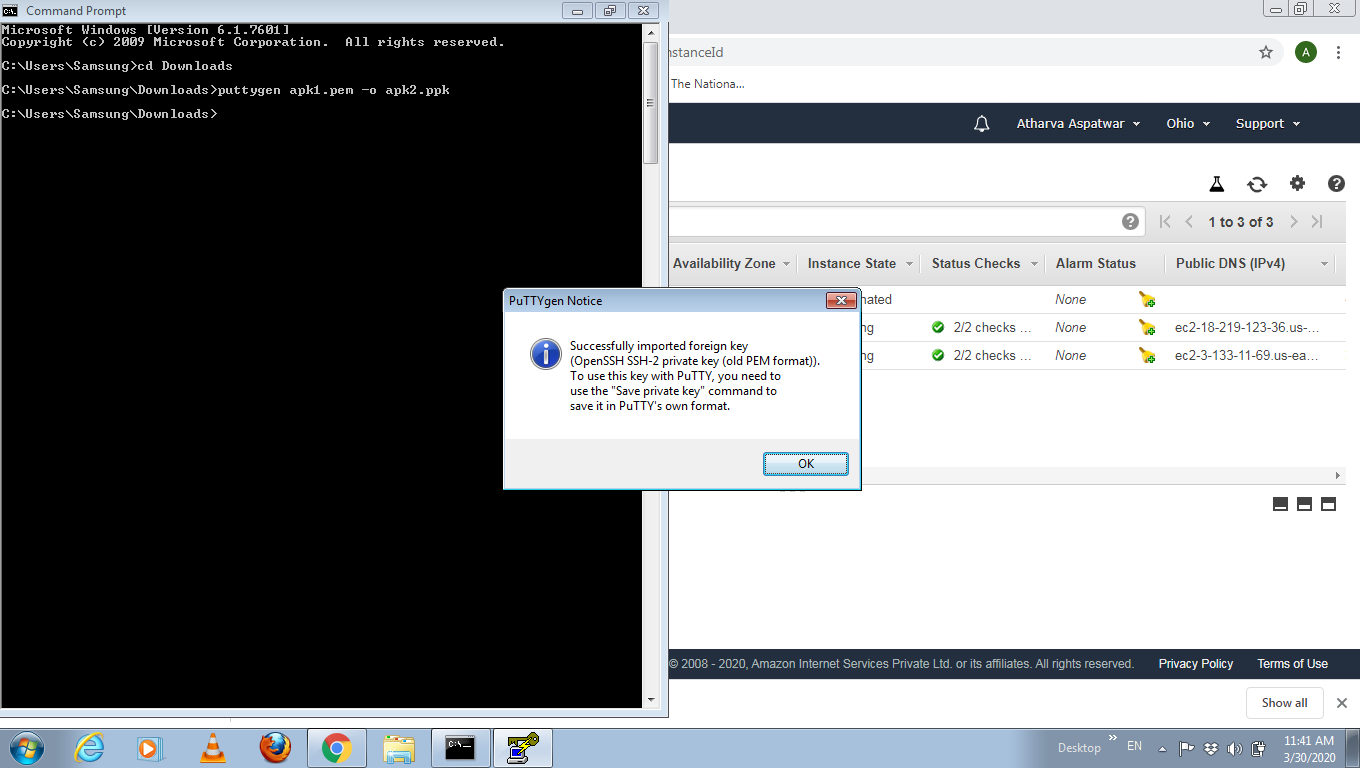 Command Prompt
Microsoft Windows [Version 6.1.7601]
Copyright (c) 2009 Microsoft Corporation.  All rights reserved.
C:\Users\Samsung>cd Downloads
C:\Users\Samsung\Downloads>puttygen apk1.pem -o apk2.ppk
C:\Users\Samsung\Downloads>
nstanceId
A
The Nationa...
Atharva Aspatwar
Ohio
Support
1 to 3 of 3
Availability Zone
Instance State
Status Checks
Alarm Status
Public DNS (IPv4)
nated
None
ng
2/2 checks ...
None
ec2-18-219-123-36.us-...
ng
2/2 checks ...
None
ec2-3-133-11-69.us-ea...
PuTTYgen Notice
Successfully imported foreign key
(OpenSSH SSH-2 private key (old PEM format)).
To use this key with PuTTY, you need to
use the "Save private key" command to
save it in PuTTY's own format.
OK
© 2008 - 2020, Amazon Internet Services Private Ltd. or its affiliates. All rights reserved.
Privacy Policy
Terms of Use
Show all
Desktop
EN
11:41 AM
3/30/2020